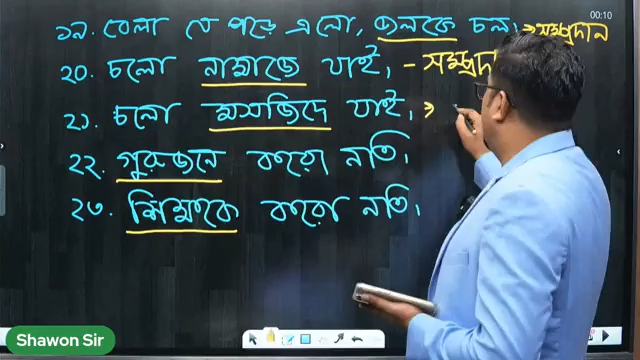 00:10
১৯. বেলা যে পড়ে এলো, জলকে চল। → সম্প্রদান
২০. চলো নামাজে যাই। - সম্প্রদা
২১. চলো মসজিদে যাই। →
২২. গুরুজনে করো নতি।
২৩. শিক্ষকে করো নতি।
Shawon Sir